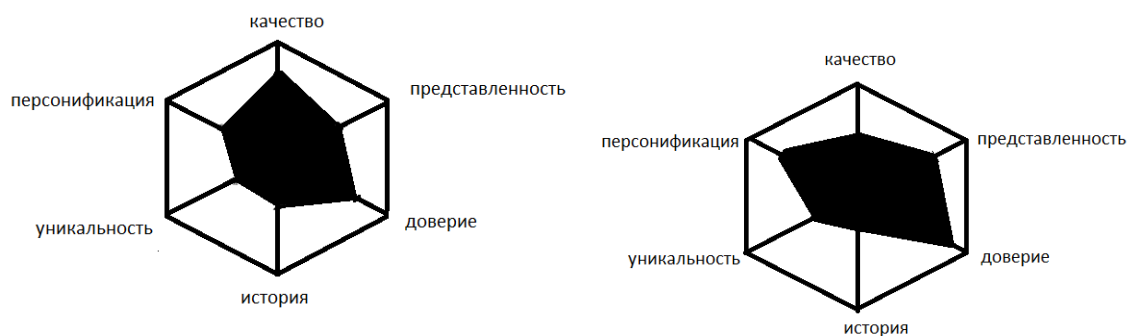 качество
персонификация
представленность
уникальность
доверие
история
качество
персонификация
представленность
уникальность
доверие
история